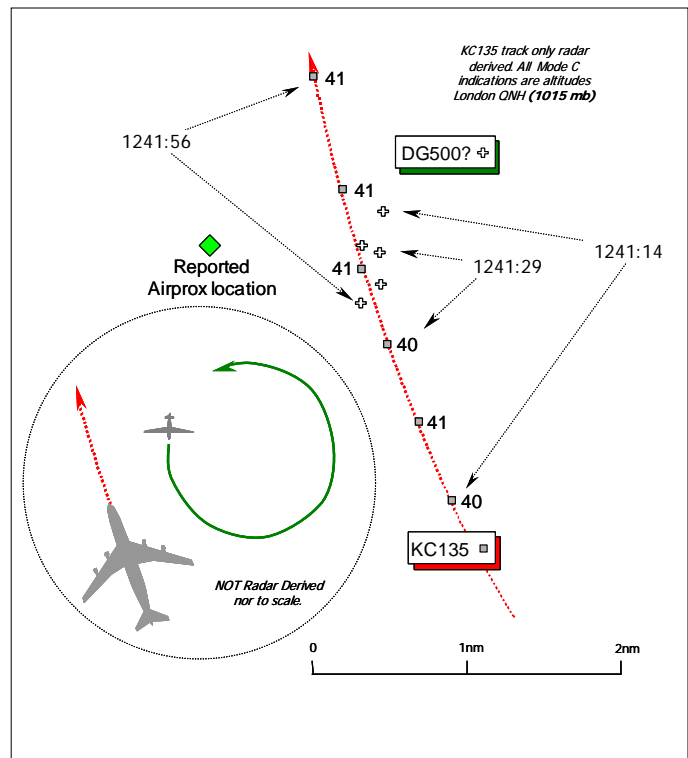 KC135 track only radar
derived. All Mode C
indications are altitudes
London QNH (1015 mb)
41
1241:56
DG500?
41
1241:14
Reported
Airprox location
41
1241:29
40
41
40
KC135
NOT Radar Derived
nor to scale.
0
1nm
2nm